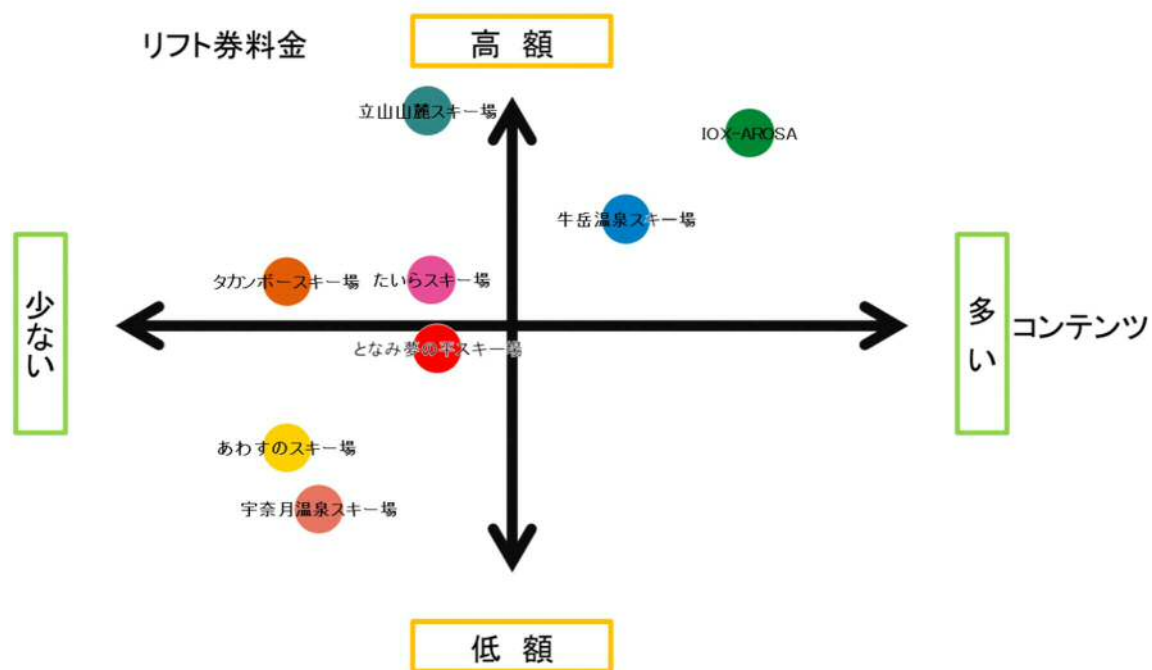 リフト券料金
高 額
立山山麓スキー場
IOX-AROSA
牛岳温泉スキー場
タカンボースキー場
たいらスキー場
少ない
多い
コンテンツ
となみ夢の平スキー場
あわすのスキー場
宇奈月温泉スキー場
低 額